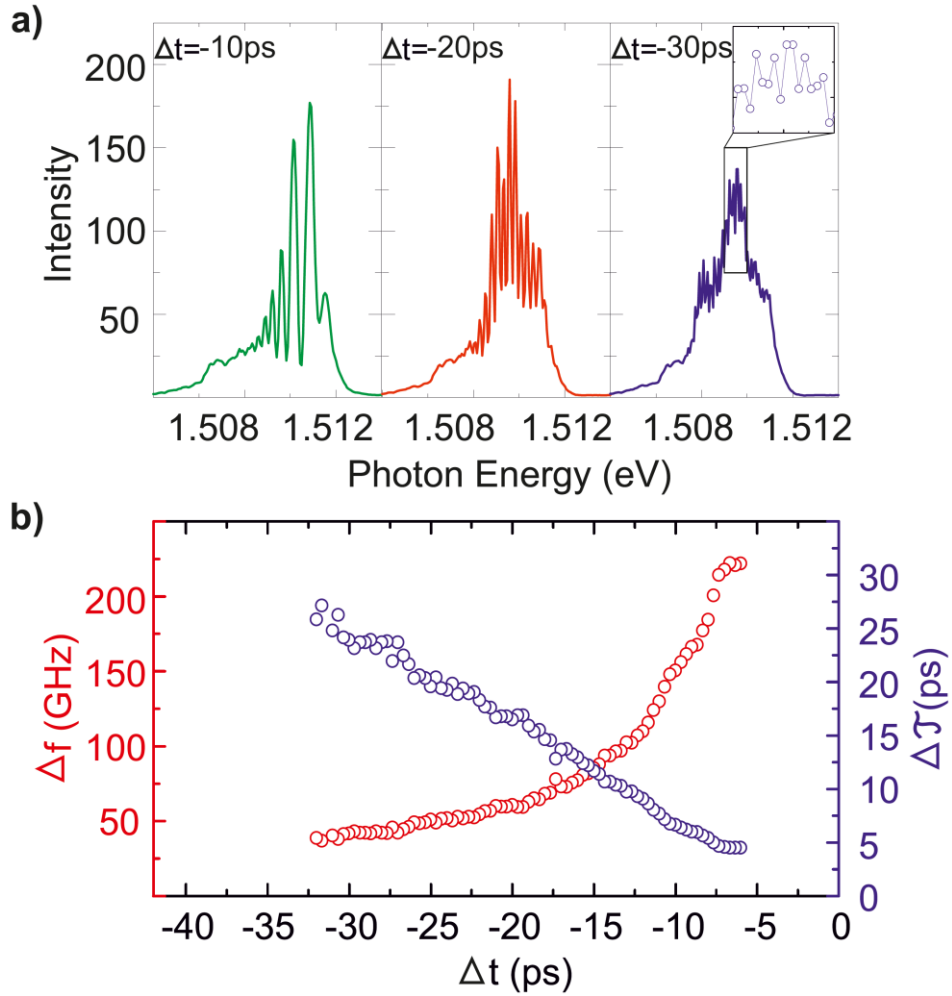 a)
Δt=-10ps Δt=-20ps Δt=-30ps
200
150
100
50
Intensity
1.508 1.512 1.508 1.512 1.508 1.512
Photon Energy (eV)
b)
200
150
100
50
Δf (GHz)
30
25
20
15
10
5
0
Δ𝒯(ps)
-40 -35 -30 -25 -20 -15 -10 -5 0
Δt (ps)